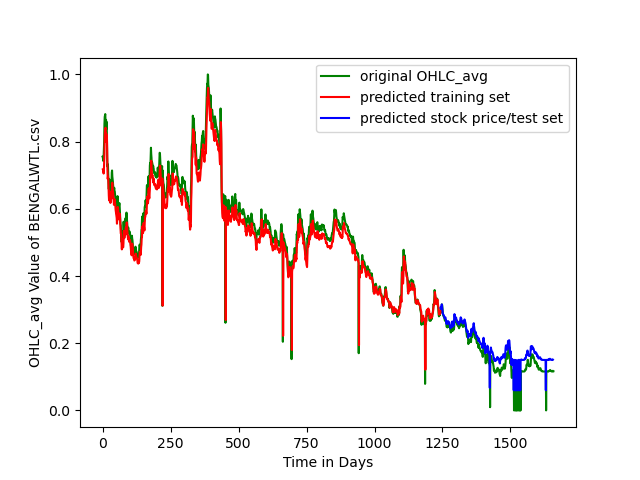 original OHLC_avg
predicted training set
predicted stock price/test set
1.0
0.8
0.6
0.4
0.2
0.0
OHLC_avg Value of BENGALWTL.csv
0 250 500 750 1000 1250 1500
Time in Days